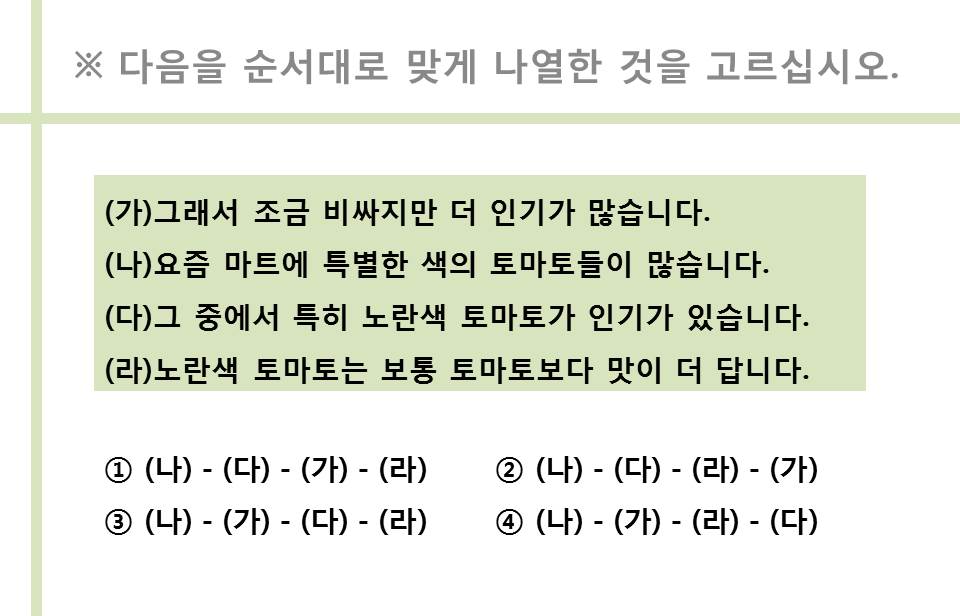 ※ 다음을 순서대로 맞게 나열한 것을 고르십시오.
(가)그래서 조금 비싸지만 더 인기가 많습니다.
(나)요즘 마트에 특별한 색의 토마토들이 많습니다.
(다)그 중에서 특히 노란색 토마토가 인기가 있습니다.
(라)노란색 토마토는 보통 토마토보다 맛이 더 답니다.
① (나) - (다) - (가) - (라) ② (나) - (다) - (라) - (가)
③ (나) - (가) - (다) - (라) ④ (나) - (가) - (라) - (다)